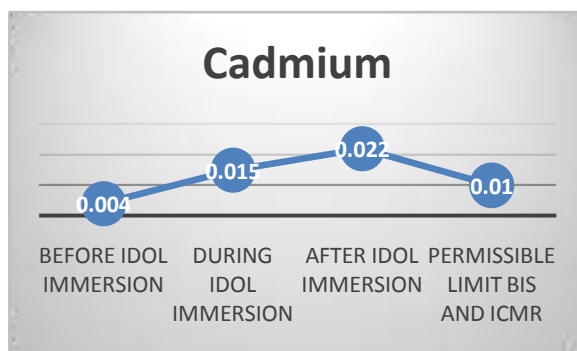 Cadmium
0.004
0.015
0.022
0.01
BEFORE IDOL
IMMERSION
DURING
IDOL
IMMERSION
AFTER IDOL
IMMERSION
PERMISSIBLE
LIMIT BIS
AND ICMR